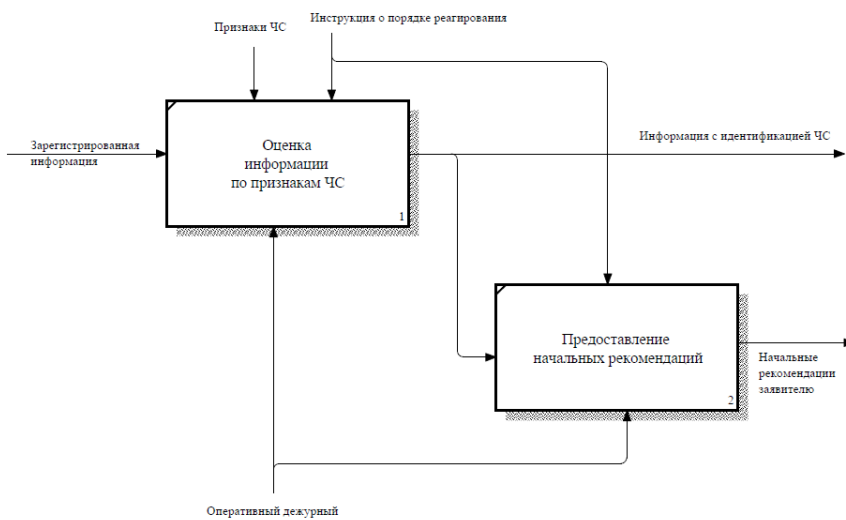 Признаки ЧС
Инструкция о порядке реагирования
Зарегистрированная
информация
Оценка
информации
по признакам ЧС
1
Информация с идентификацией ЧС
Предоставление
начальных рекомендаций
2
Начальные
рекомендации
заявителю
Оперативный дежурный